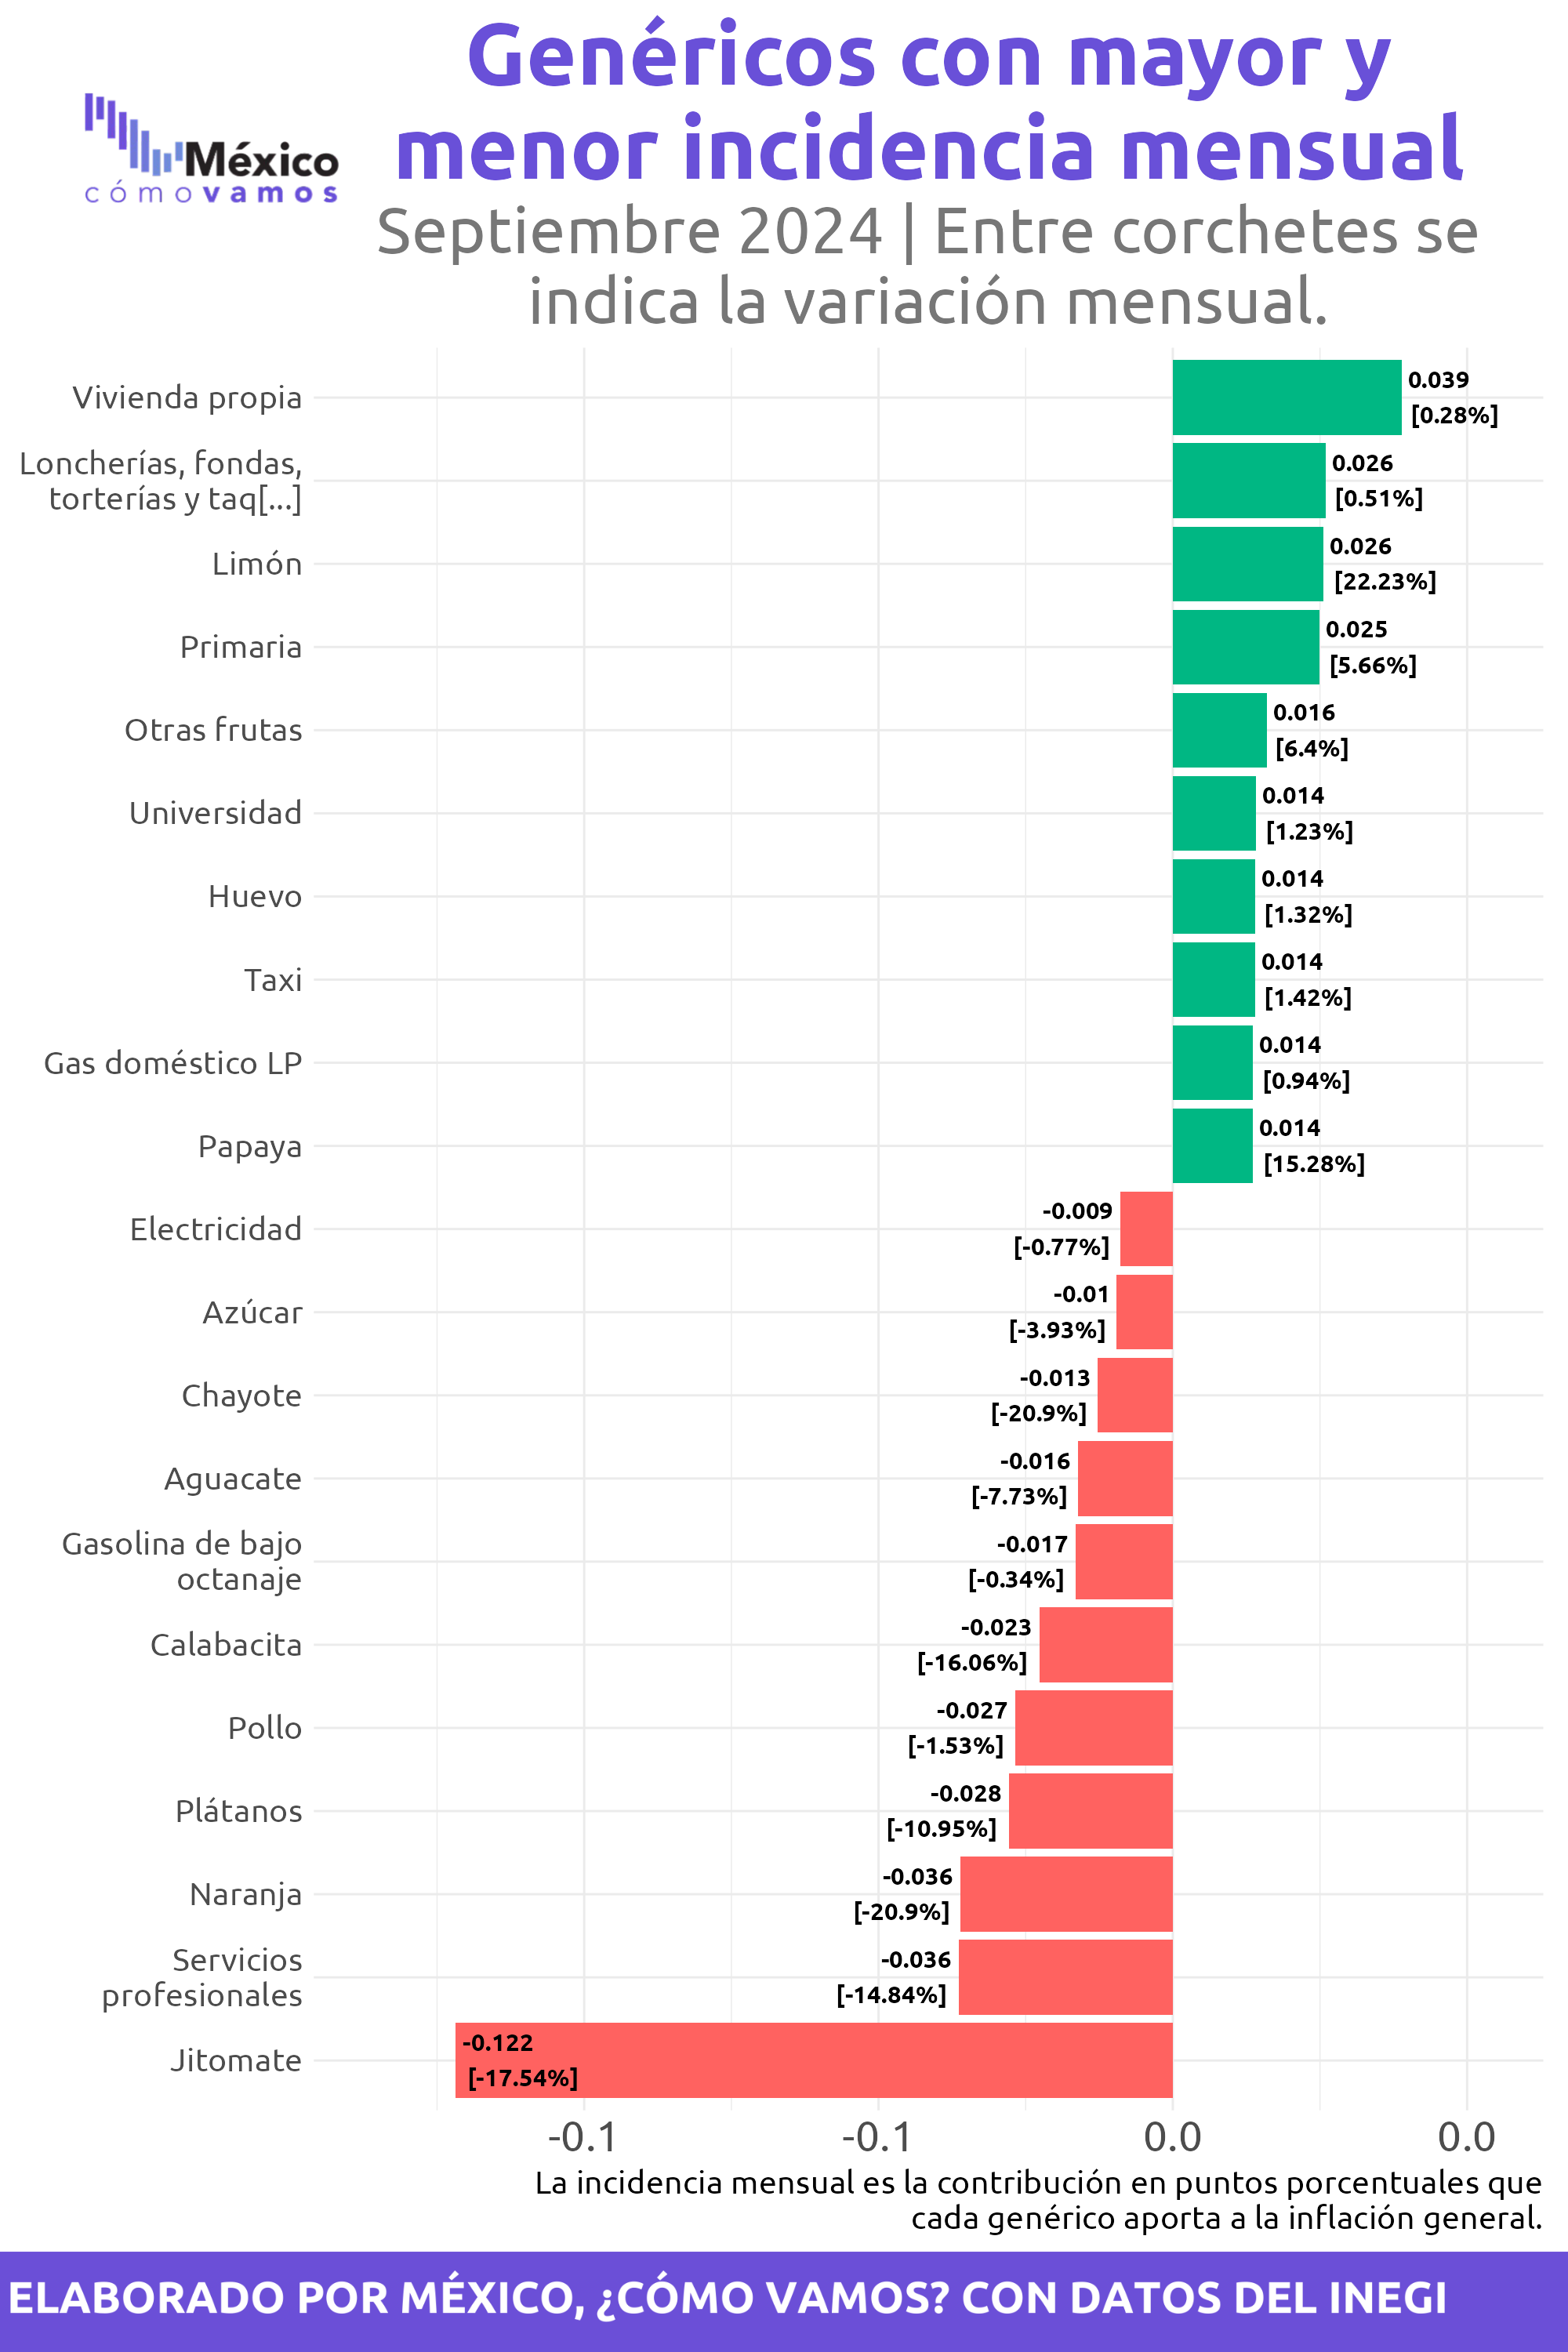 Genéricos con mayor y
menor incidencia mensual
México
cómovamos
Septiembre 2024 | Entre corchetes se
indica la variación mensual.
Vivienda propia
0.039
[0.28%]
Loncherías, fondas,
torterías y taq[...]
0.026
[0.51%]
Limón
0.026
[22.23%]
Primaria
0.025
[5.66%]
Otras frutas
0.016
[6.4%]
Universidad
0.014
[1.23%]
Huevo
0.014
[1.32%]
Taxi
0.014
[1.42%]
Gas doméstico LP
0.014
[0.94%]
Papaya
0.014
[15.28%]
Electricidad
-0.009
[-0.77%]
Azúcar
-0.01
[-3.93%]
Chayote
-0.013
[-20.9%]
Aguacate
-0.016
[-7.73%]
Gasolina de bajo
octanaje
-0.017
[-0.34%]
Calabacita
-0.023
[-16.06%]
Pollo
-0.027
[-1.53%]
Plátanos
-0.028
[-10.95%]
Naranja
-0.036
[-20.9%]
Servicios
profesionales
-0.036
[-14.84%]
Jitomate
-0.122
[-17.54%]
-0.1 -0.1 0.0 0.0
La incidencia mensual es la contribución en puntos porcentuales que
cada genérico aporta a la inflación general.
ELABORADO POR MÉXICO, ¿CÓMO VAMOS? CON DATOS DEL INEGI